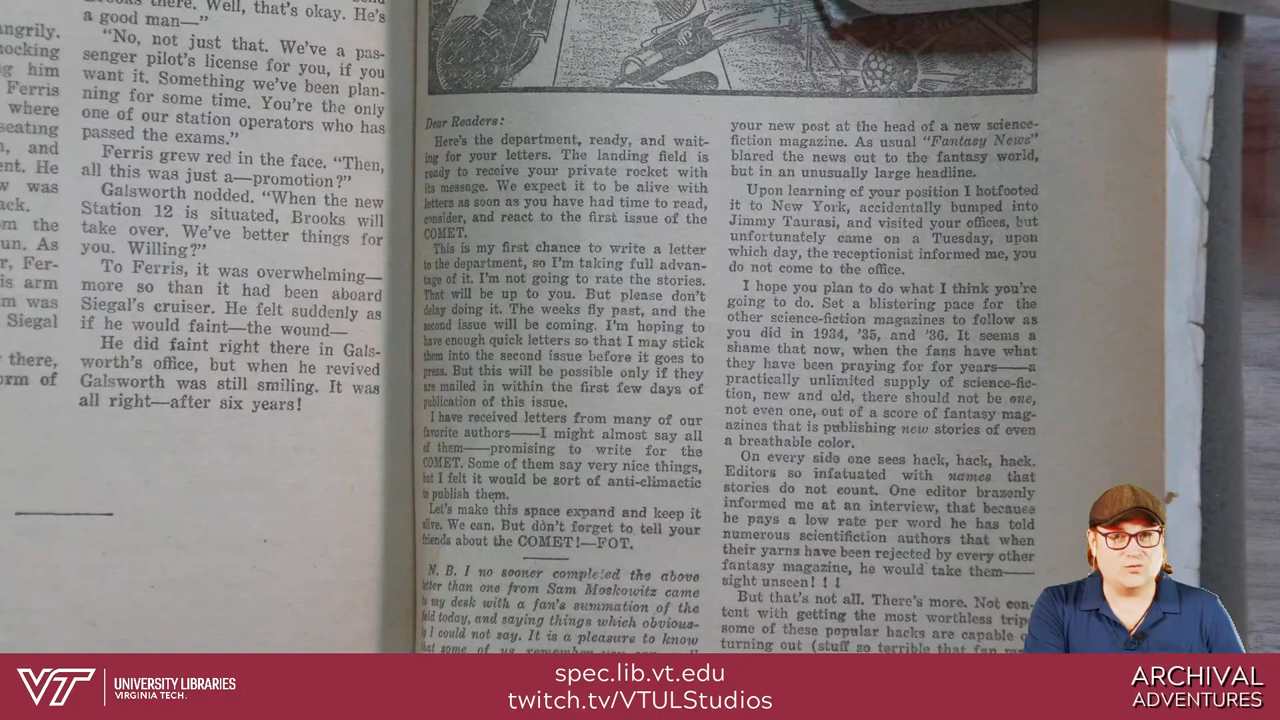 angrily.
ocking
g him
Ferris
where
seating
n, and
ent. He
w was
ack.
om the
un. As
r, Fer-
is arm
m was
Siegal
there,
orm of
Brooks there. Well, that's okay. He's
a good man—"
"No, not just that. We've a pas-
senger pilot's license for you, if you
want it. Something we've been plan-
ning for some time. You're the only
one of our station operators who has
passed the exams."
Ferris grew red in the face. "Then,
all this was just a—promotion?"
Galsworth nodded. "When the new
Station 12 is situated, Brooks will
take over. We've better things for
you. Willing?"
To Ferris, it was overwhelming—
more so than it had been aboard
Siegal's cruiser. He felt suddenly as
if he would faint—the wound—
He did faint right there in Gals-
worth's office, but when he revived
Galsworth was still smiling. It was
all right—after six years!
Dear Readers:
Here's the department, ready, and wait-
ing for your letters. The landing field is
ready to receive your private rocket with
its message. We expect it to be alive with
letters as soon as you have had time to read,
consider, and react to the first issue of the
COMET.
This is my first chance to write a letter
to the department, so I'm taking full advan-
tage of it. I'm not going to rate the stories.
That will be up to you. But please don't
delay doing it. The weeks fly past, and the
second issue will be coming. I'm hoping to
have enough quick letters so that I may stick
them into the second issue before it goes to
press. But this will be possible only if they
are mailed in within the first few days of
publication of this issue.
I have received letters from many of our
favorite authors——I might almost say all
of them——promising to write for the
COMET. Some of them say very nice things,
but I felt it would be sort of anti-climactic
to publish them.
Let's make this space expand and keep it
alive. We can. But don't forget to tell your
friends about the COMET!—FOT.
N. B. I no sooner completed the above
letter than one from Sam Moskowitz came
to my desk with a fan's summation of the
field today, and saying things which obvious-
ly I could not say. It is a pleasure to know
that some of us remember
your new post at the head of a new science-
fiction magazine. As usual "Fantasy News"
blared the news out to the fantasy world,
but in an unusually large headline.
Upon learning of your position I hotfooted
it to New York, accidentally bumped into
Jimmy Taurasi, and visited your offices, but
unfortunately came on a Tuesday, upon
which day, the receptionist informed me, you
do not come to the office.
I hope you plan to do what I think you're
going to do. Set a blistering pace for the
other science-fiction magazines to follow as
you did in 1934, '35, and '36. It seems a
shame that now, when the fans have what
they have been praying for for years——a
practically unlimited supply of science-fic-
tion, new and old, there should not be one,
not even one, out of a score of fantasy mag-
azines that is publishing new stories of even
a breathable color.
On every side one sees hack, hack, hack.
Editors so infatuated with names that
stories do not count. One editor brazenly
informed me at an interview, that because
he pays a low rate per word he has told
numerous scientifiction authors that when
their yarns have been rejected by every other
fantasy magazine, he would take them——
sight unseen! ! !
But that's not all. There's more. Not con-
tent with getting the most worthless tripe
some of these popular hacks are capable o
turning out (stuff so terrible that fan
VT
UNIVERSITY LIBRARIES
VIRGINIA TECH.
spec.lib.vt.edu
twitch.tv/VTULStudios
ARCHIVAL
ADVENTURES